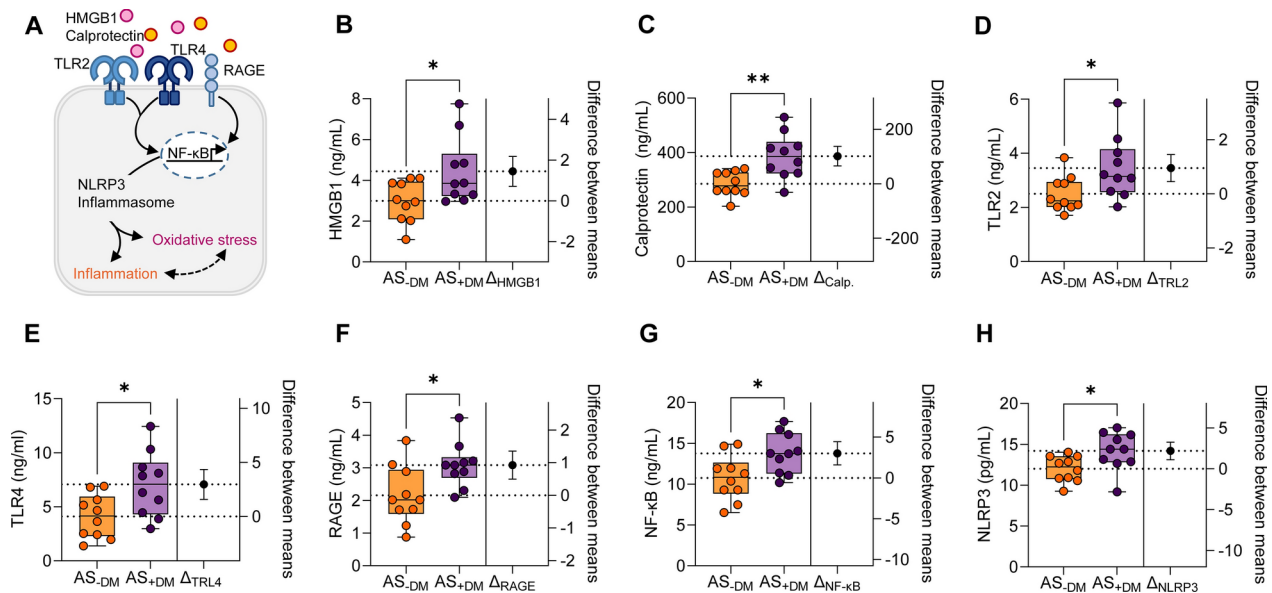 A
HMGB1
Calprotectin
TLR4
TLR2
RAGE
NF-κB
NLRP3
Inflammasome
Oxidative stress
Inflammation
B
*
HMGB1 (ng/mL)
8
6
4
2
0
4
2
0
-2
Difference between means
AS-DM AS+DM ΔHMGB1
C
**
Calprotectin (ng/mL)
600
400
200
0
200
0
-200
Difference between means
AS-DM AS+DM ΔCalp.
D
*
TLR2 (ng/mL)
6
4
2
0
2
0
-2
Difference between means
AS-DM AS+DM ΔTRL2
E
*
TLR4 (ng/ml)
15
10
5
0
10
5
0
Difference between means
AS-DM AS+DM ΔTRL4
F
*
RAGE (ng/mL)
5
4
3
2
1
0
2
1
0
-1
-2
Difference between means
AS-DM AS+DM ΔRAGE
G
*
NF-κB (ng/mL)
20
15
10
5
0
5
0
-5
-10
Difference between means
AS-DM AS+DM ΔNF-κB
H
*
NLRP3 (pg/mL)
20
15
10
5
0
5
0
-5
-10
Difference between means
AS-DM AS+DM ΔNLRP3